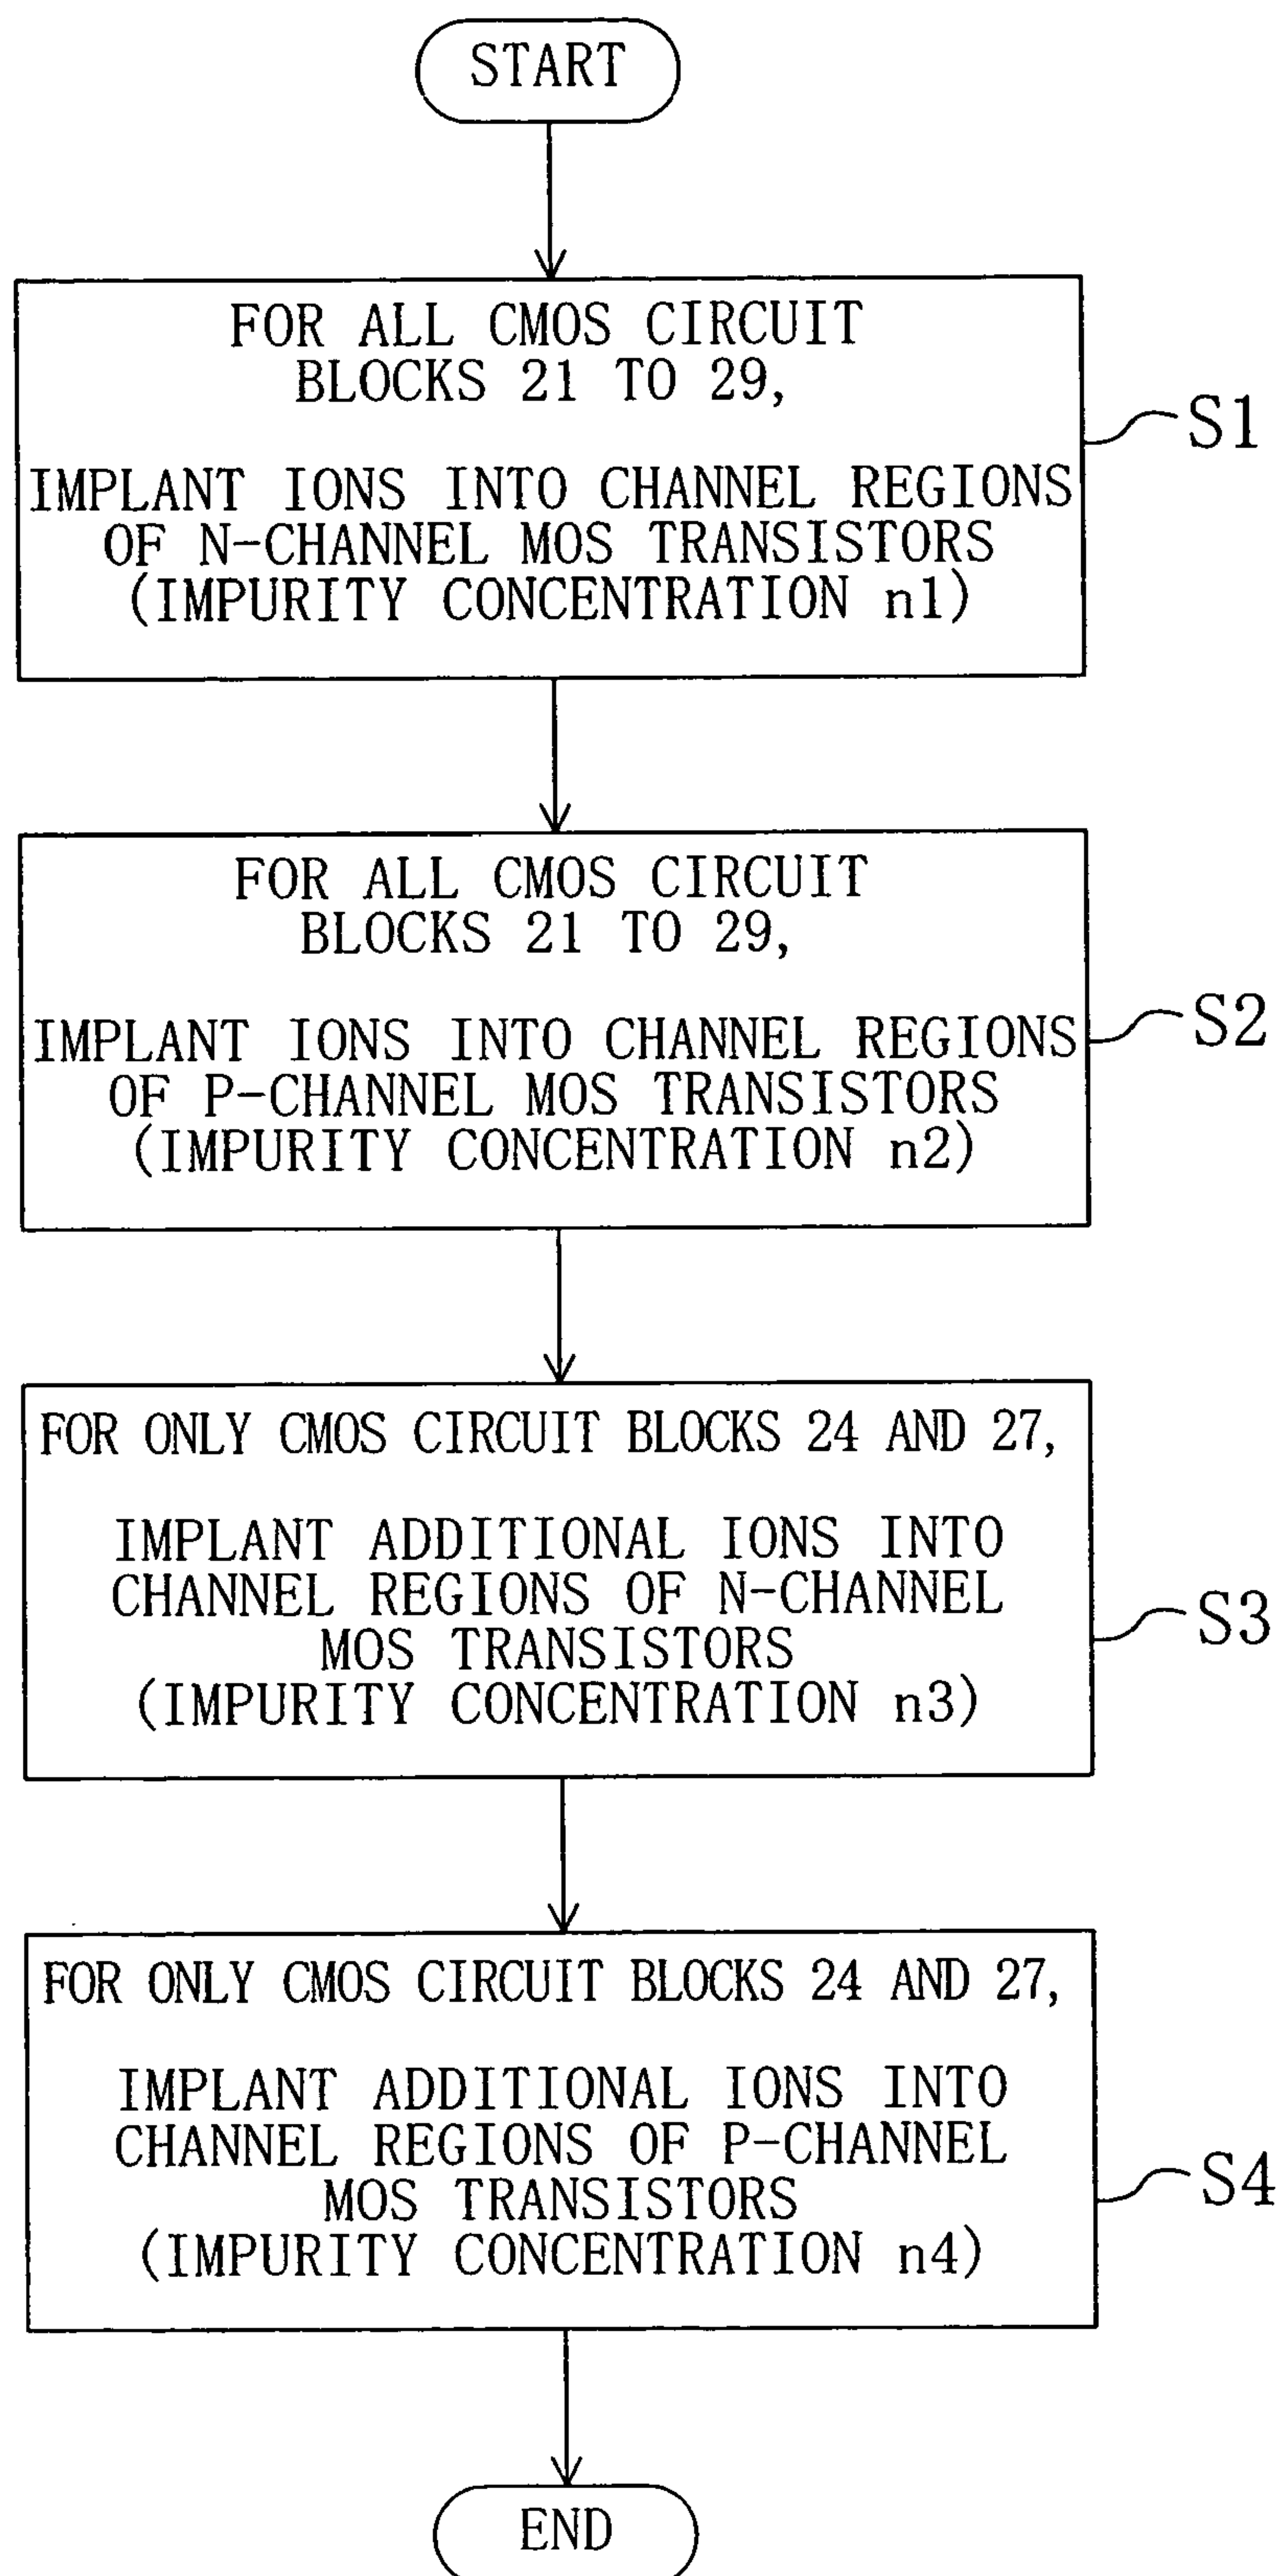 START
FOR ALL CMOS CIRCUIT
BLOCKS 21 TO 29,
IMPLANT IONS INTO CHANNEL REGIONS
OF N-CHANNEL MOS TRANSISTORS
(IMPURITY CONCENTRATION n1)
S1
FOR ALL CMOS CIRCUIT
BLOCKS 21 TO 29,
IMPLANT IONS INTO CHANNEL REGIONS
OF P-CHANNEL MOS TRANSISTORS
(IMPURITY CONCENTRATION n2)
S2
FOR ONLY CMOS CIRCUIT BLOCKS 24 AND 27,
IMPLANT ADDITIONAL IONS INTO
CHANNEL REGIONS OF N-CHANNEL
MOS TRANSISTORS
(IMPURITY CONCENTRATION n3)
S3
FOR ONLY CMOS CIRCUIT BLOCKS 24 AND 27,
IMPLANT ADDITIONAL IONS INTO
CHANNEL REGIONS OF P-CHANNEL
MOS TRANSISTORS
(IMPURITY CONCENTRATION n4)
S4
END